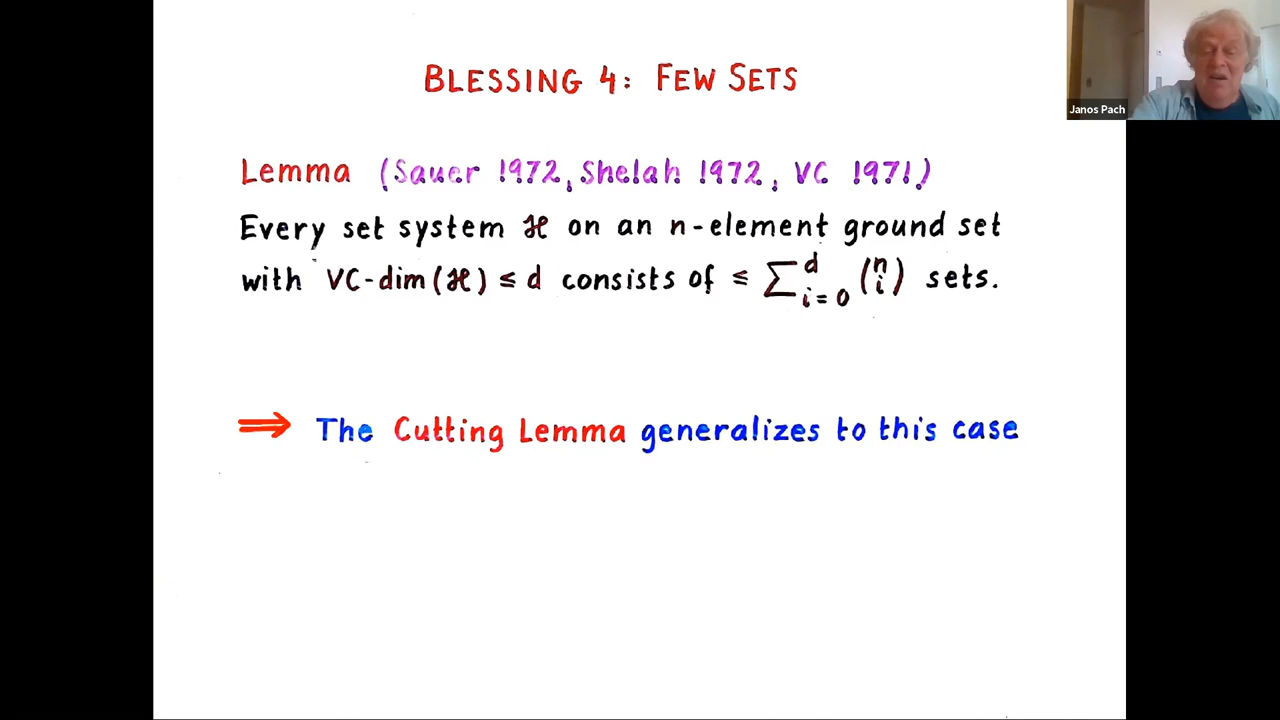 BLESSING 4: FEW SETS
Janos Pach
Lemma (Sauer 1972, Shelah 1972, VC 1971)
Every set system ℋ on an n-element ground set
with VC-dim(ℋ) ≤ d consists of ≤ ∑_{i=0}^{d} (n i) sets.
⇒ The Cutting Lemma generalizes to this case